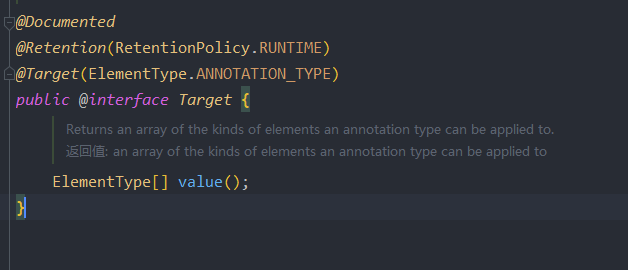 @Documented
@Retention(RetentionPolicy.RUNTIME)
@Target(ElementType.ANNOTATION_TYPE)
public @interface Target {
Returns an array of the kinds of elements an annotation type can be applied to.
返回值: an array of the kinds of elements an annotation type can be applied to
ElementType[] value();
}